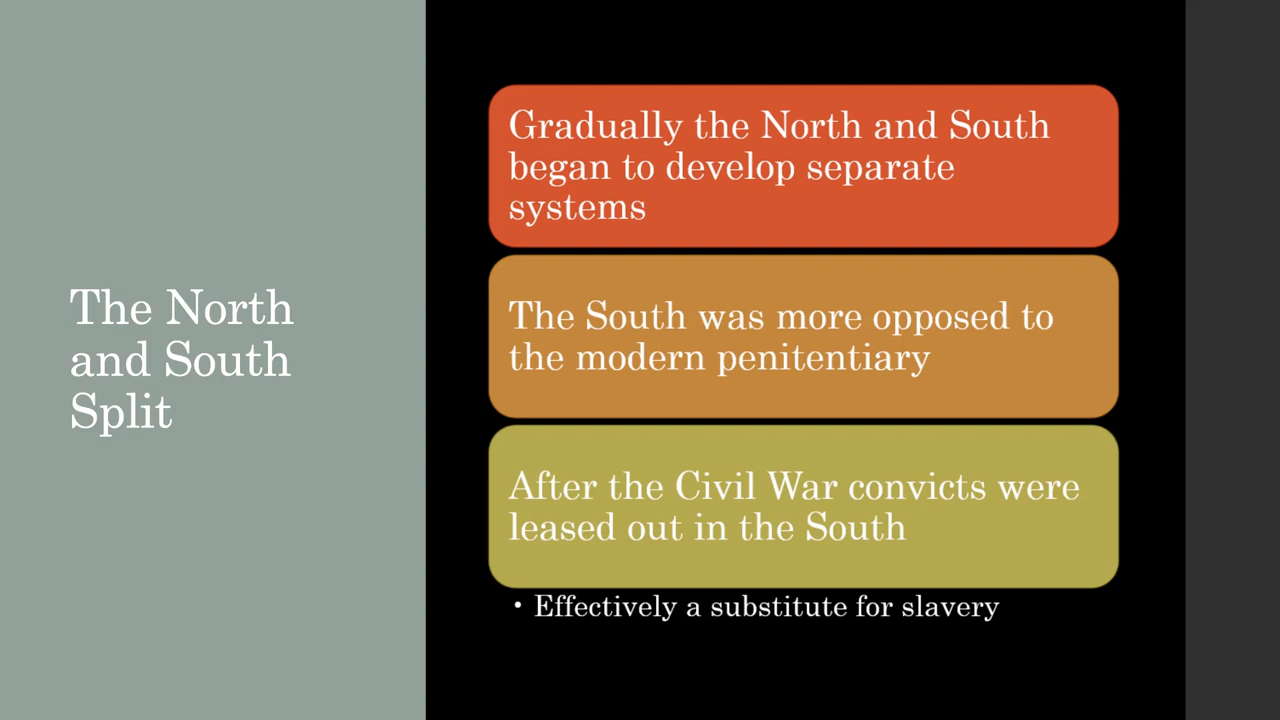 The North
and South
Split
Gradually the North and South
began to develop separate
systems
The South was more opposed to
the modern penitentiary
After the Civil War convicts were
leased out in the South
• Effectively a substitute for slavery